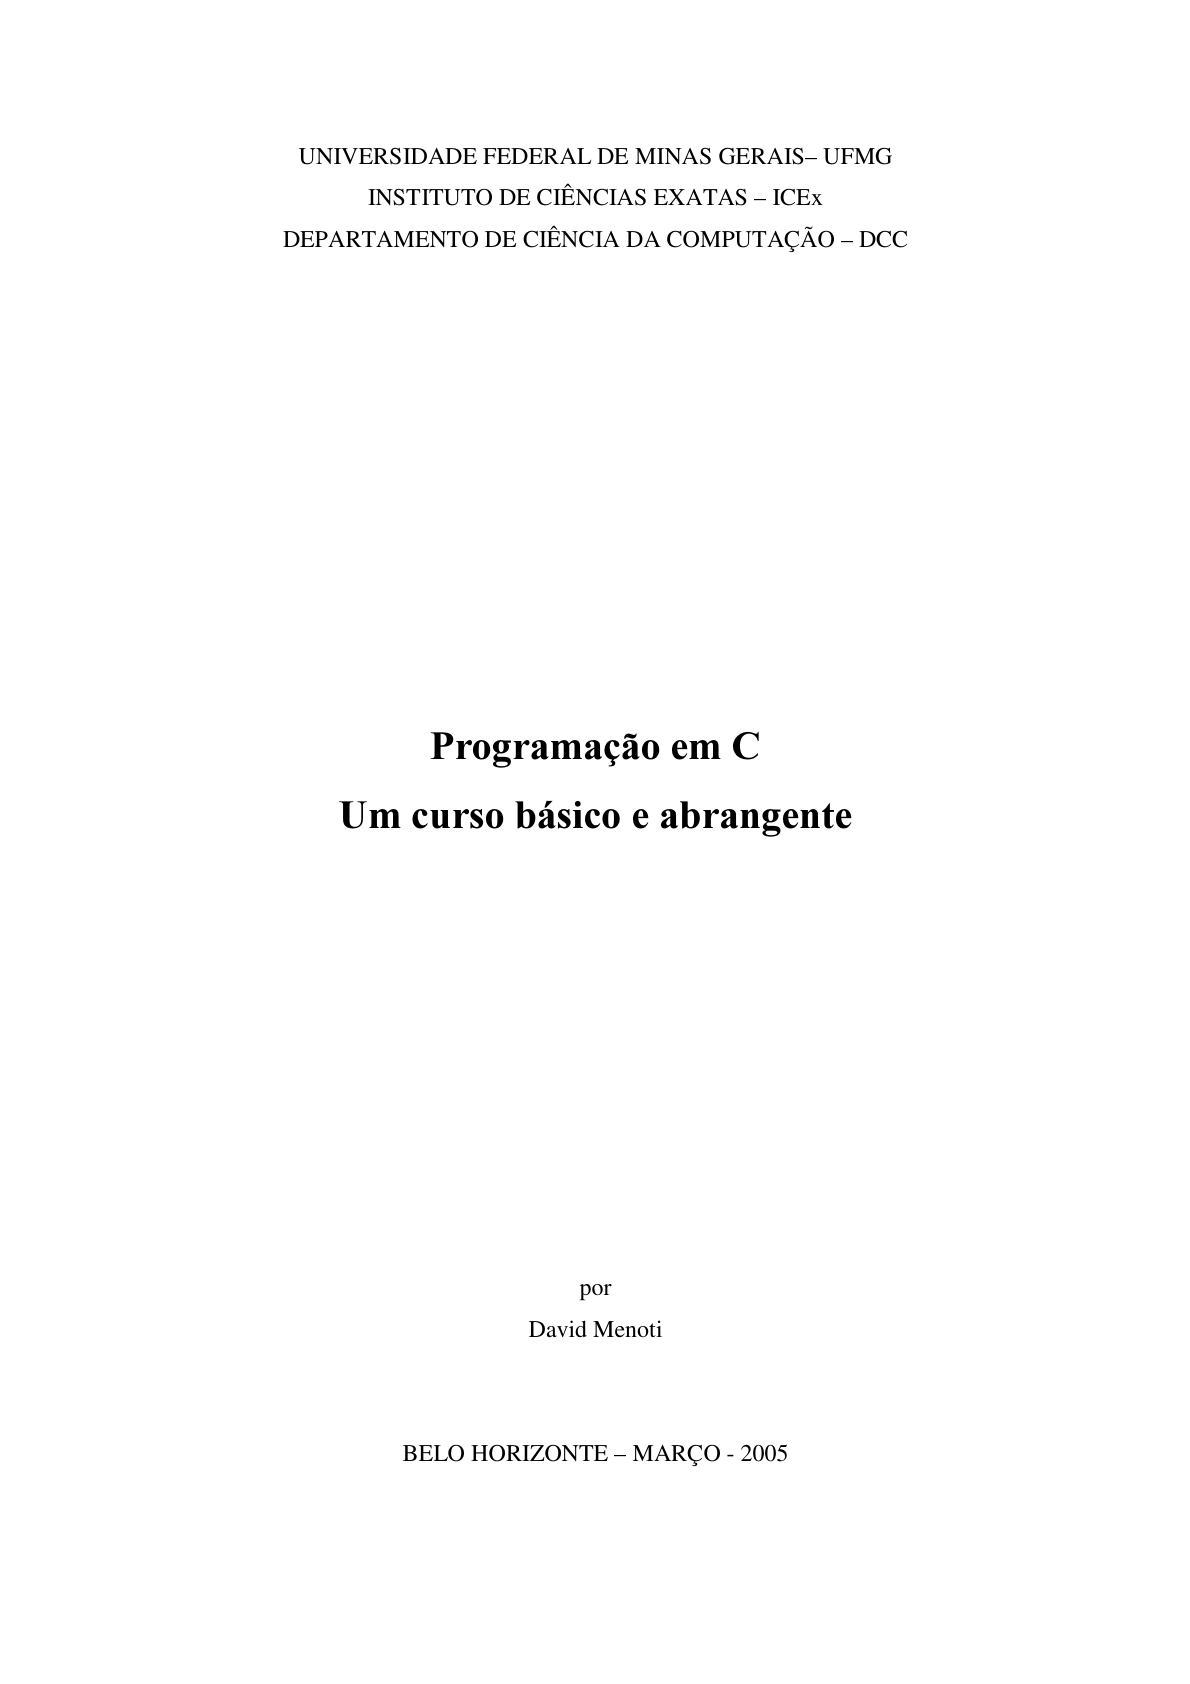 UNIVERSIDADE FEDERAL DE MINAS GERAIS– UFMG
INSTITUTO DE CIÊNCIAS EXATAS – ICEx
DEPARTAMENTO DE CIÊNCIA DA COMPUTAÇÃO – DCC
Programação em C
Um curso básico e abrangente
por
David Menoti
BELO HORIZONTE – MARÇO - 2005